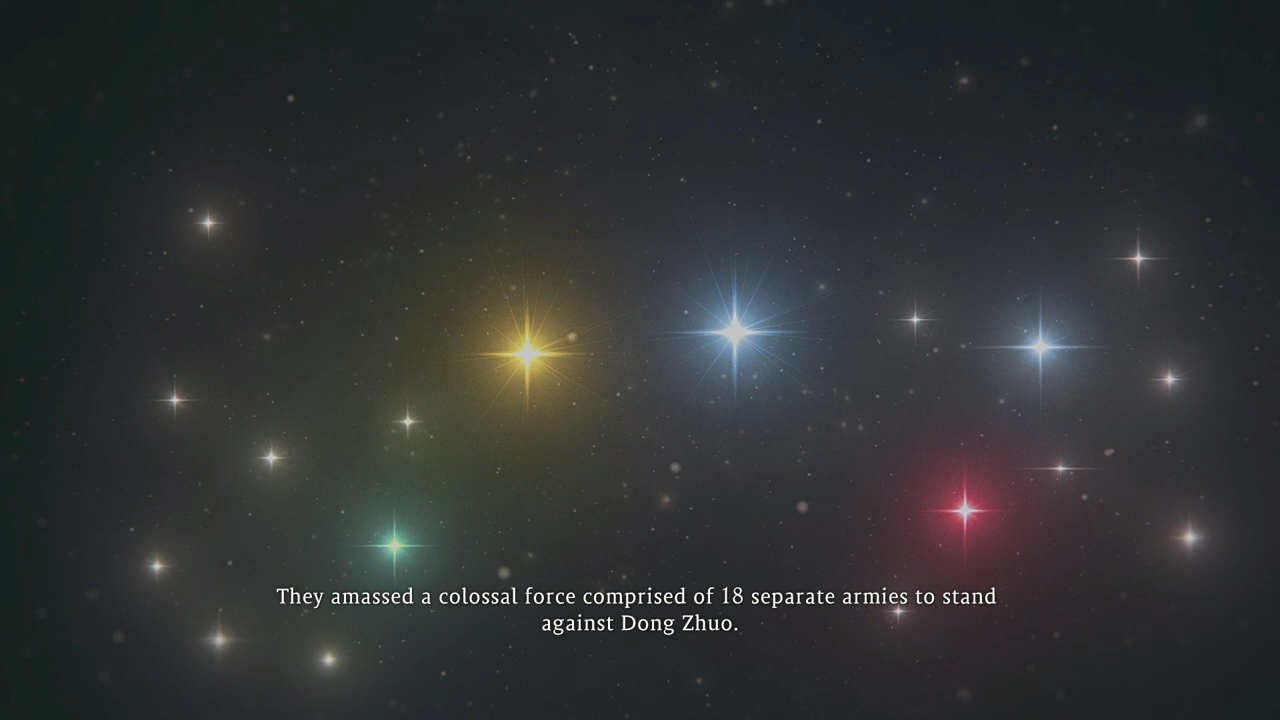 They amassed a colossal force comprised of 18 separate armies to stand
against Dong Zhuo.